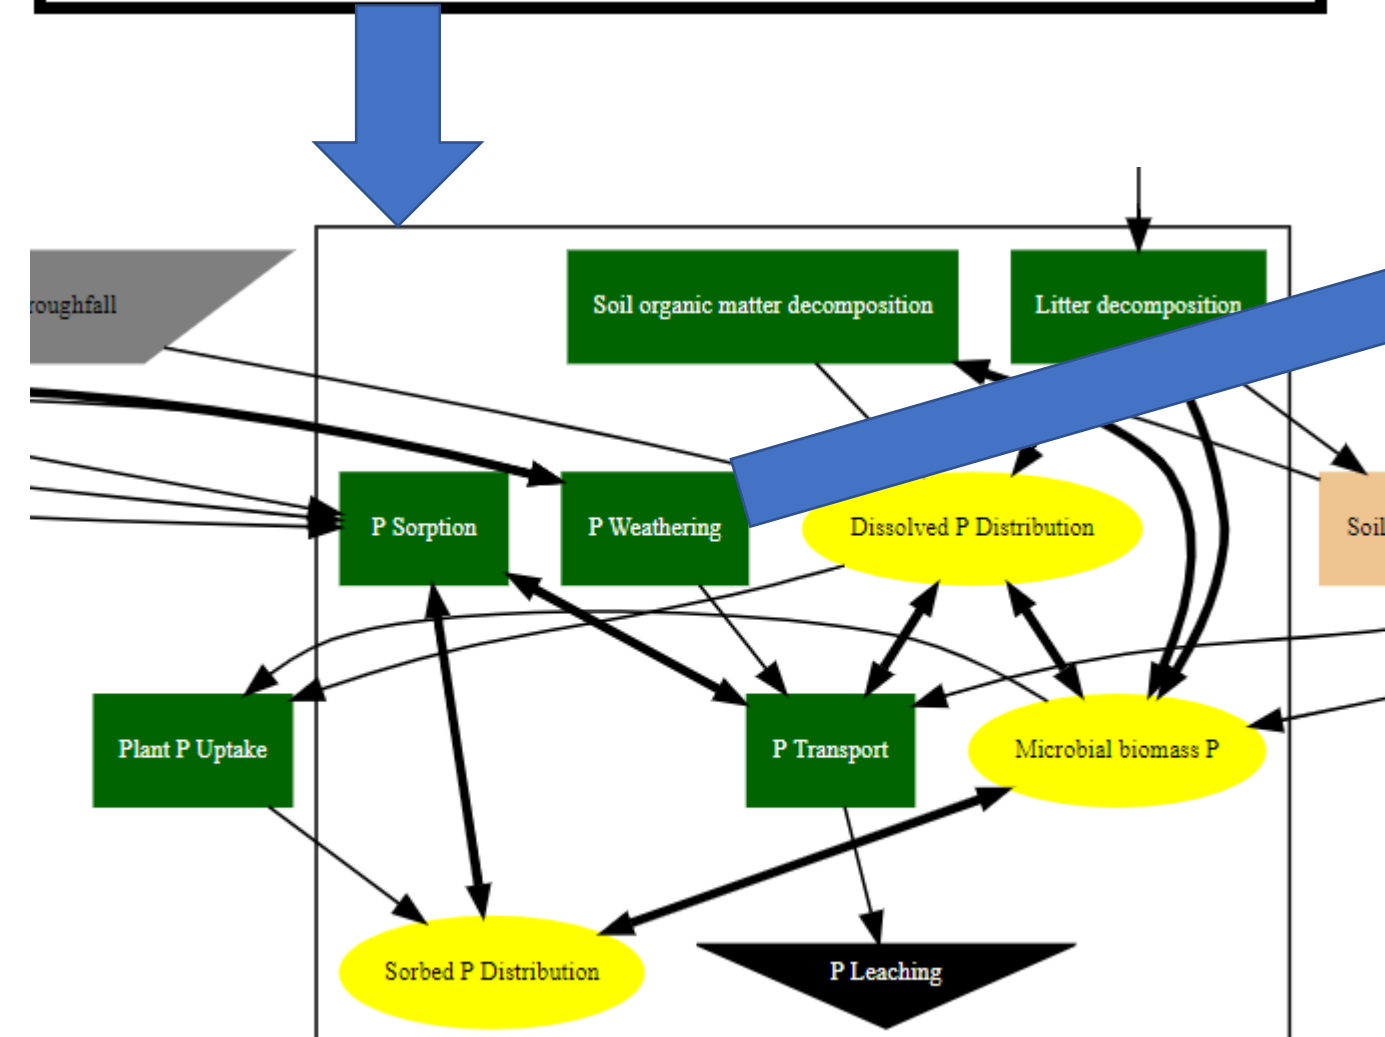 roughfall
Soil organic matter decomposition
Litter decomposition
P Sorption
P Weathering
Dissolved P Distribution
Soil
Plant P Uptake
P Transport
Microbial biomass P
Sorbed P Distribution
P Leaching